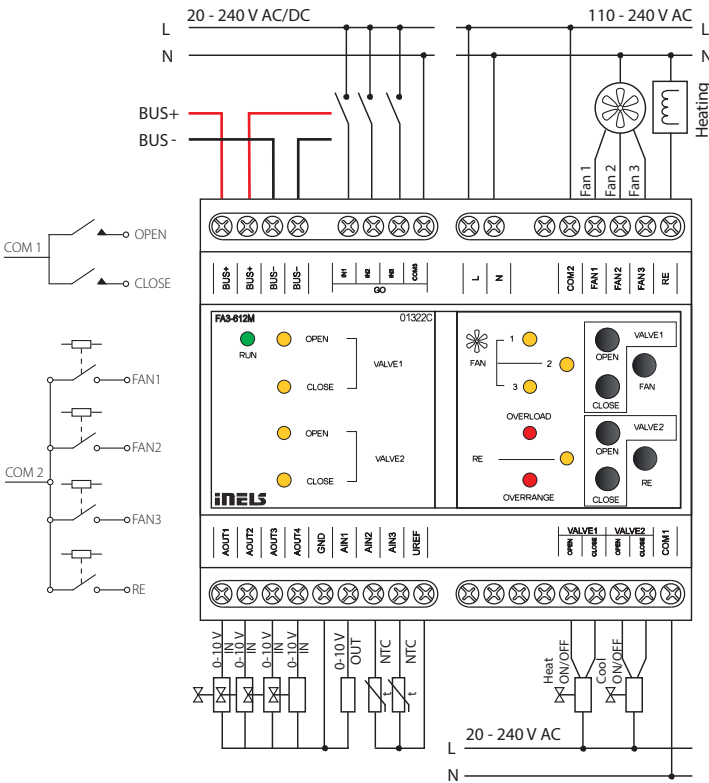 20 - 240 V AC/DC
110 - 240 V AC
L
L
N
N
BUS+
BUS-
Heating
Fan 1
Fan 2
Fan 3
COM 1
OPEN
CLOSE
BUS+
BUS+
BUS-
BUS-
IN1
IN2
IN3
COM3
GO
L
N
COM2
FAN1
FAN2
FAN3
RE
FA3-612M
01322C
RUN
OPEN
CLOSE
VALVE1
OPEN
CLOSE
VALVE2
iNELS
FAN
1
2
3
OVERLOAD
RE
OVERRANGE
VALVE1
OPEN
CLOSE
FAN
VALVE2
OPEN
CLOSE
RE
FAN1
FAN2
COM 2
FAN3
RE
AOUT1
AOUT2
AOUT3
AOUT4
GND
AIN1
AIN2
AIN3
UREF
VALVE1
VALVE2
OPEN
CLOSE
OPEN
CLOSE
COM1
0-10 V
IN
0-10 V
IN
0-10 V
IN
0-10 V
IN
0-10 V
OUT
NTC
NTC
t
t
Heat
ON/OFF
Cool
ON/OFF
20 - 240 V AC
L
N